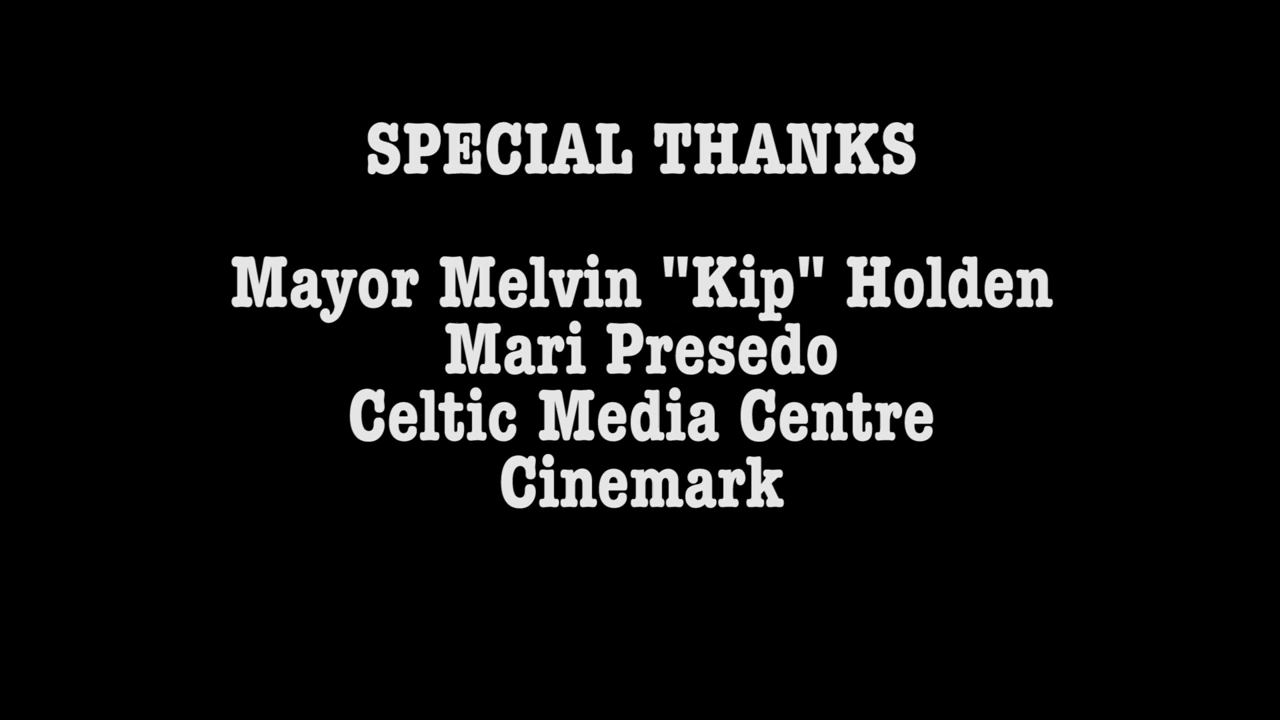 SPECIAL THANKS
Mayor Melvin "Kip" Holden
Mari Presedo
Celtic Media Centre
Cinemark